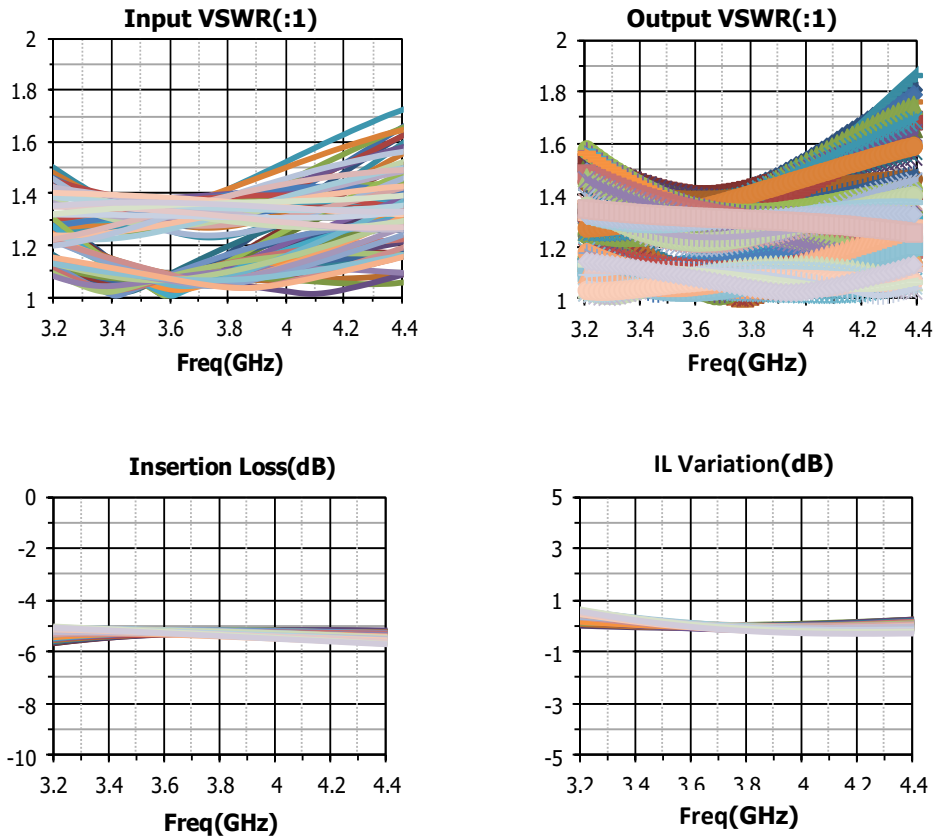 Input VSWR(:1)
2
1.8
1.6
1.4
1.2
1
3.2 3.4 3.6 3.8 4 4.2 4.4
Freq(GHz)
Output VSWR(:1)
2
1.8
1.6
1.4
1.2
1
3.2 3.4 3.6 3.8 4 4.2 4.4
Freq(GHz)
Insertion Loss(dB)
0
-2
-4
-6
-8
-10
3.2 3.4 3.6 3.8 4 4.2 4.4
Freq(GHz)
IL Variation(dB)
5
3
1
-1
-3
-5
3.2 3.4 3.6 3.8 4 4.2 4.4
Freq(GHz)